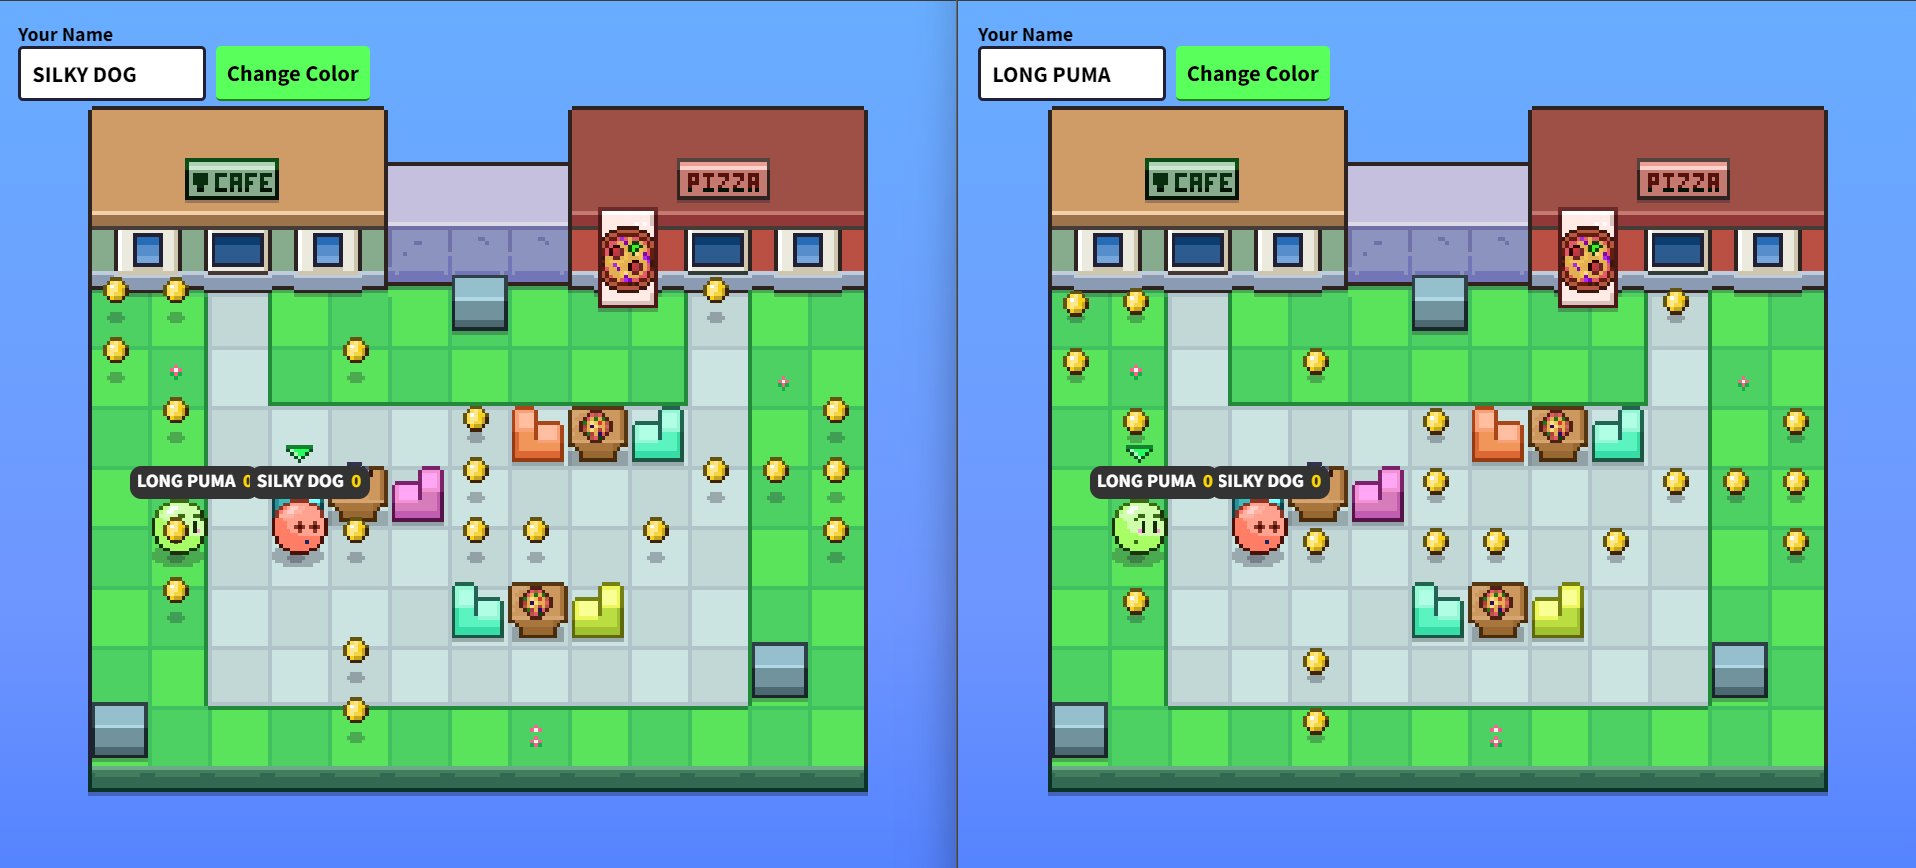 Your Name
SILKY DOG
Change Color
CAFE
PIZZA
LONG PUMA 0
SILKY DOG 0
Your Name
LONG PUMA
Change Color
CAFE
PIZZA
LONG PUMA 0
SILKY DOG 0